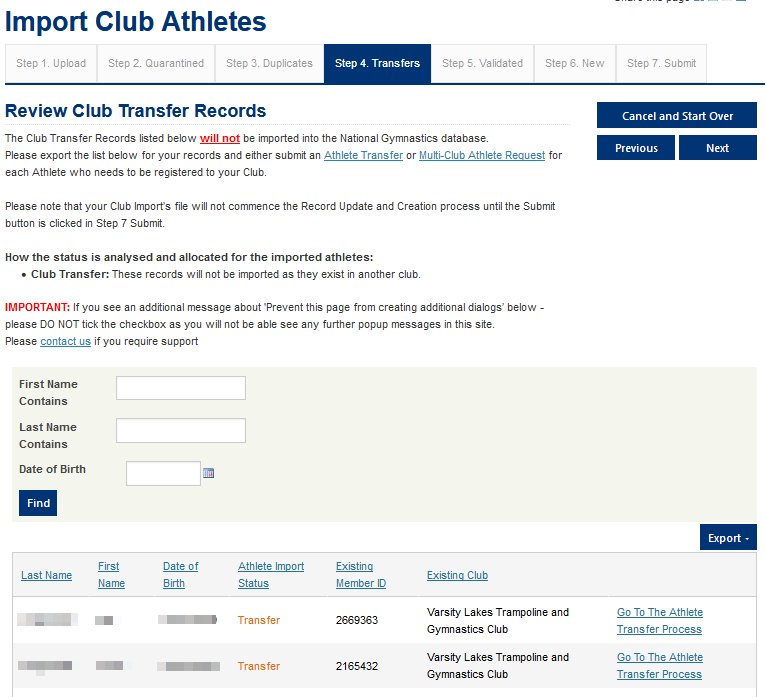 Import Club Athletes
Step 1. Upload
Step 2. Quarantined
Step 3. Duplicates
Step 4. Transfers
Step 5. Validated
Step 6. New
Step 7. Submit
Review Club Transfer Records
Cancel and Start Over
Previous
Next
The Club Transfer Records listed below will not be imported into the National Gymnastics database.
Please export the list below for your records and either submit an Athlete Transfer or Multi-Club Athlete Request for
each Athlete who needs to be registered to your Club.
Please note that your Club Import's file will not commence the Record Update and Creation process until the Submit
button is clicked in Step 7 Submit.
How the status is analysed and allocated for the imported athletes:
• Club Transfer: These records will not be imported as they exist in another club.
IMPORTANT: If you see an additional message about 'Prevent this page from creating additional dialogs' below -
please DO NOT tick the checkbox as you will not be able see any further popup messages in this site.
Please contact us if you require support
First Name
Contains
Last Name
Contains
Date of Birth
Find
Export -
Last Name
First
Name
Date of
Birth
Athlete Import
Status
Existing
Member ID
Existing Club
Transfer
2669363
Varsity Lakes Trampoline and
Gymnastics Club
Go To The Athlete
Transfer Process
Transfer
2165432
Varsity Lakes Trampoline and
Gymnastics Club
Go To The Athlete
Transfer Process